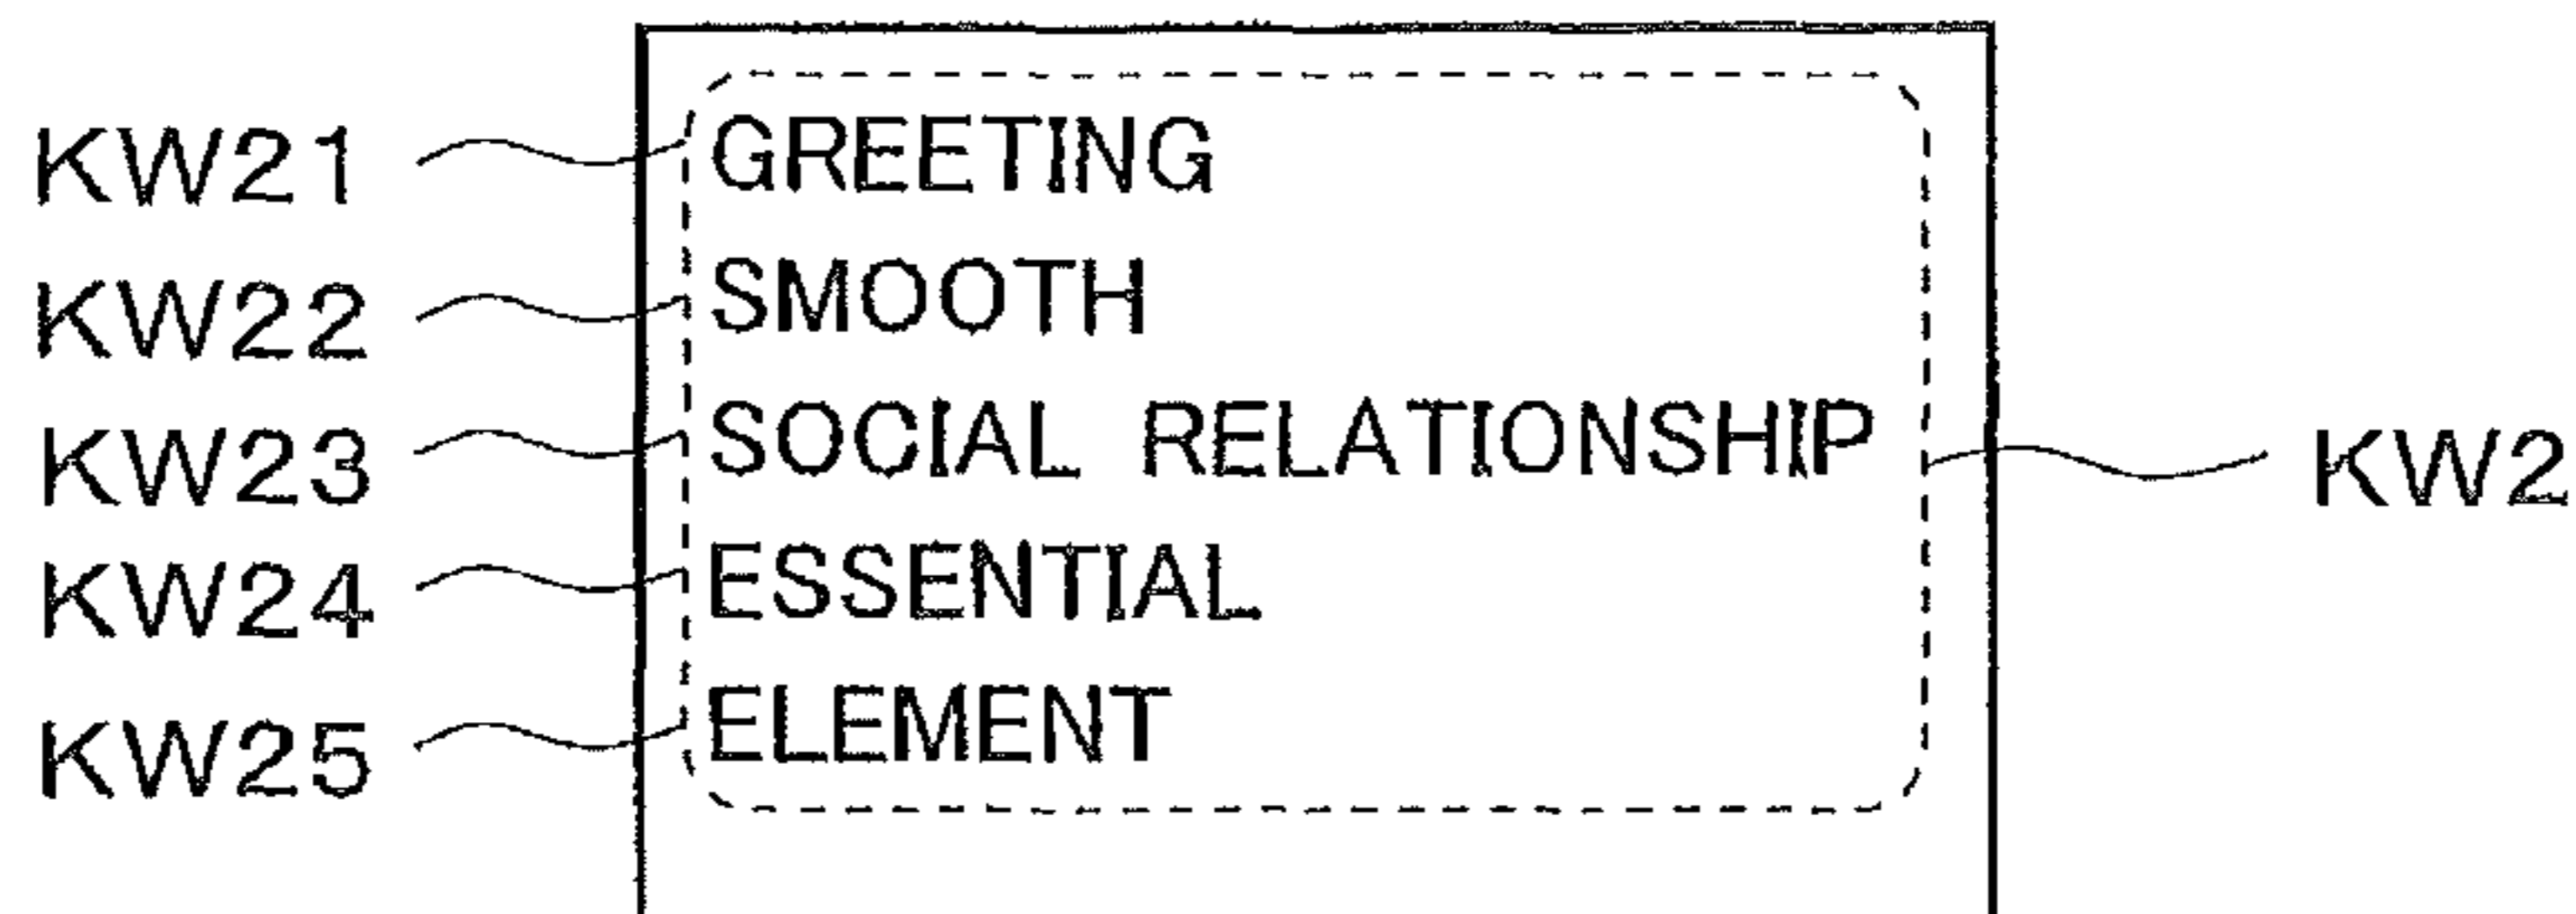 KW21 GREETING
KW22 SMOOTH
KW23 SOCIAL RELATIONSHIP KW2
KW24 ESSENTIAL
KW25 ELEMENT